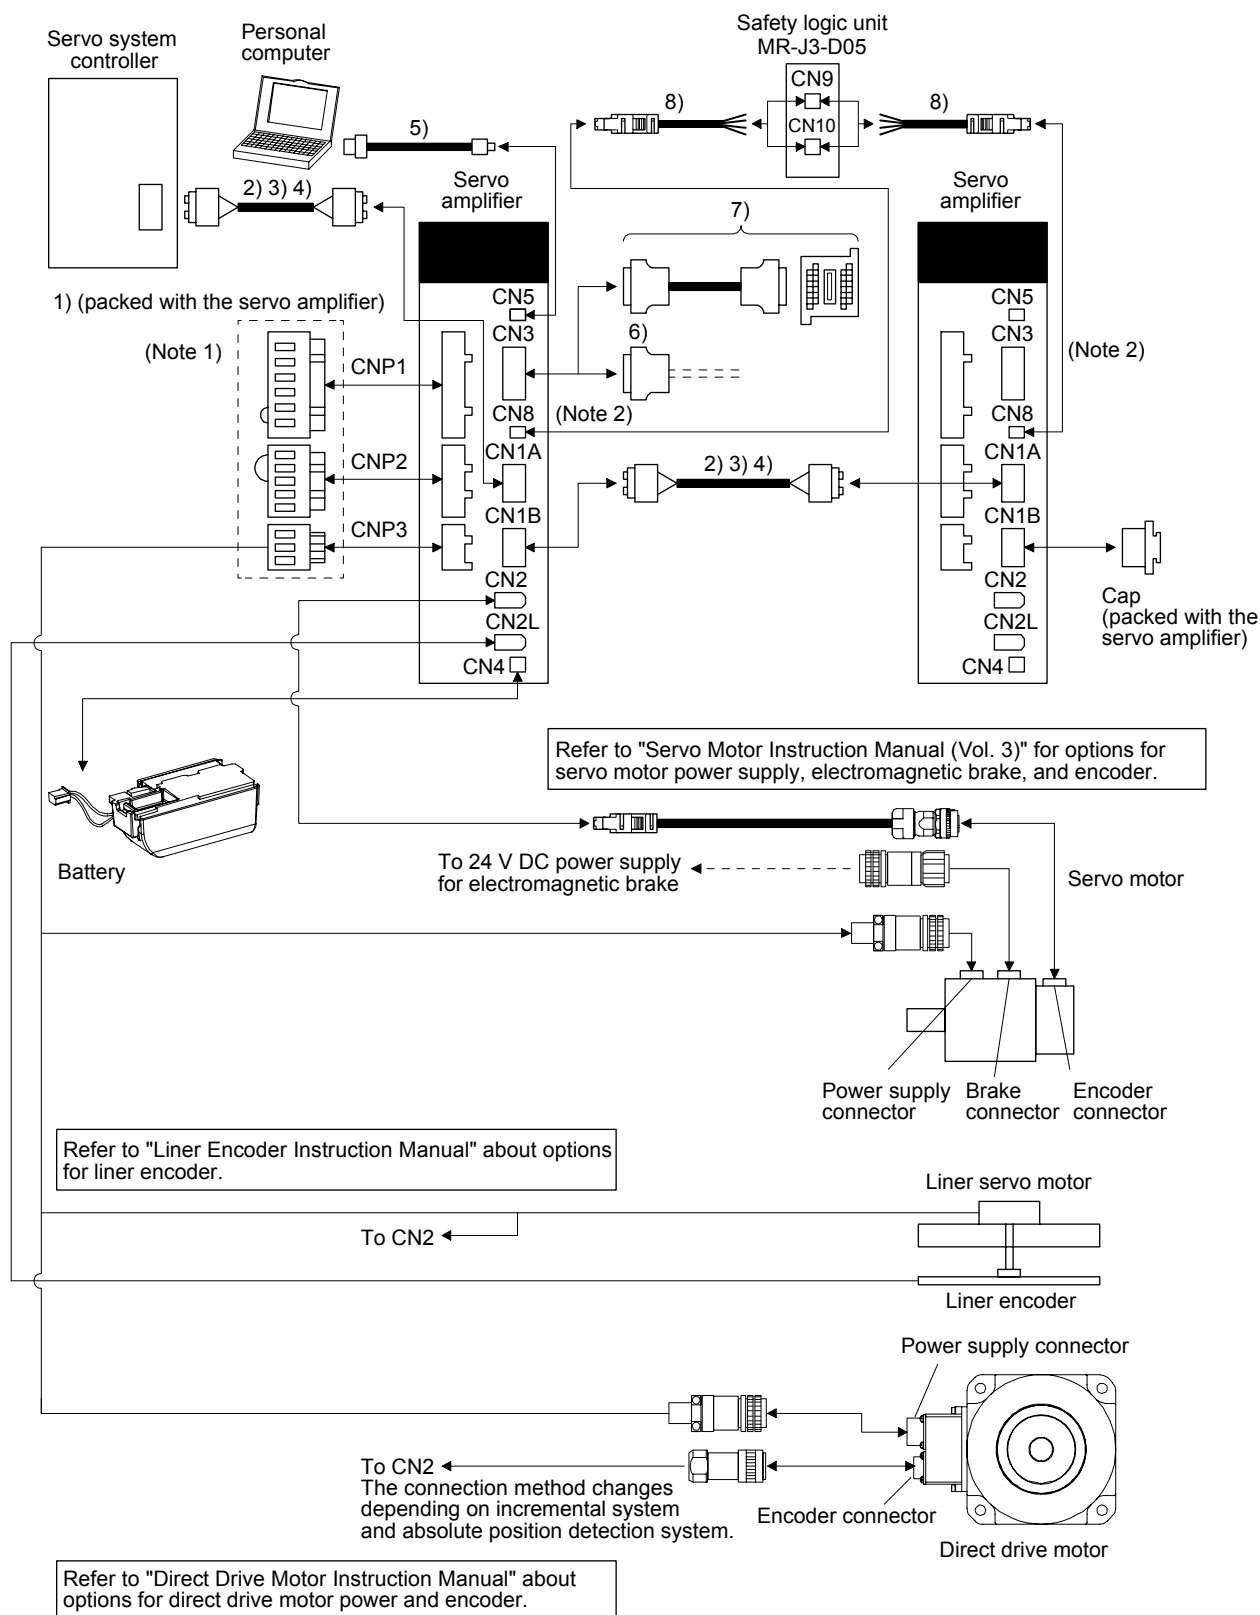 Servo system
controller
Personal
computer
Safety logic unit
MR-J3-D05
CN9
CN10
8)
8)
5)
2) 3) 4)
Servo
amplifier
Servo
amplifier
7)
1) (packed with the servo amplifier)
(Note 1)
CNP1
CNP2
CNP3
CN5
CN3
6)
CN8
(Note 2)
CN1A
CN1B
CN2
CN2L
CN4
2) 3) 4)
CN5
CN3
(Note 2)
CN8
CN1A
CN1B
CN2
CN2L
CN4
Cap
(packed with the
servo amplifier)
Refer to "Servo Motor Instruction Manual (Vol. 3)" for options for
servo motor power supply, electromagnetic brake, and encoder.
Battery
To 24 V DC power supply
for electromagnetic brake
Servo motor
Power supply
connector
Brake
connector
Encoder
connector
Refer to "Liner Encoder Instruction Manual" about options
for liner encoder.
Liner servo motor
To CN2
Liner encoder
Power supply connector
To CN2
The connection method changes
depending on incremental system
and absolute position detection system.
Encoder connector
Direct drive motor
Refer to "Direct Drive Motor Instruction Manual" about
options for direct drive motor power and encoder.